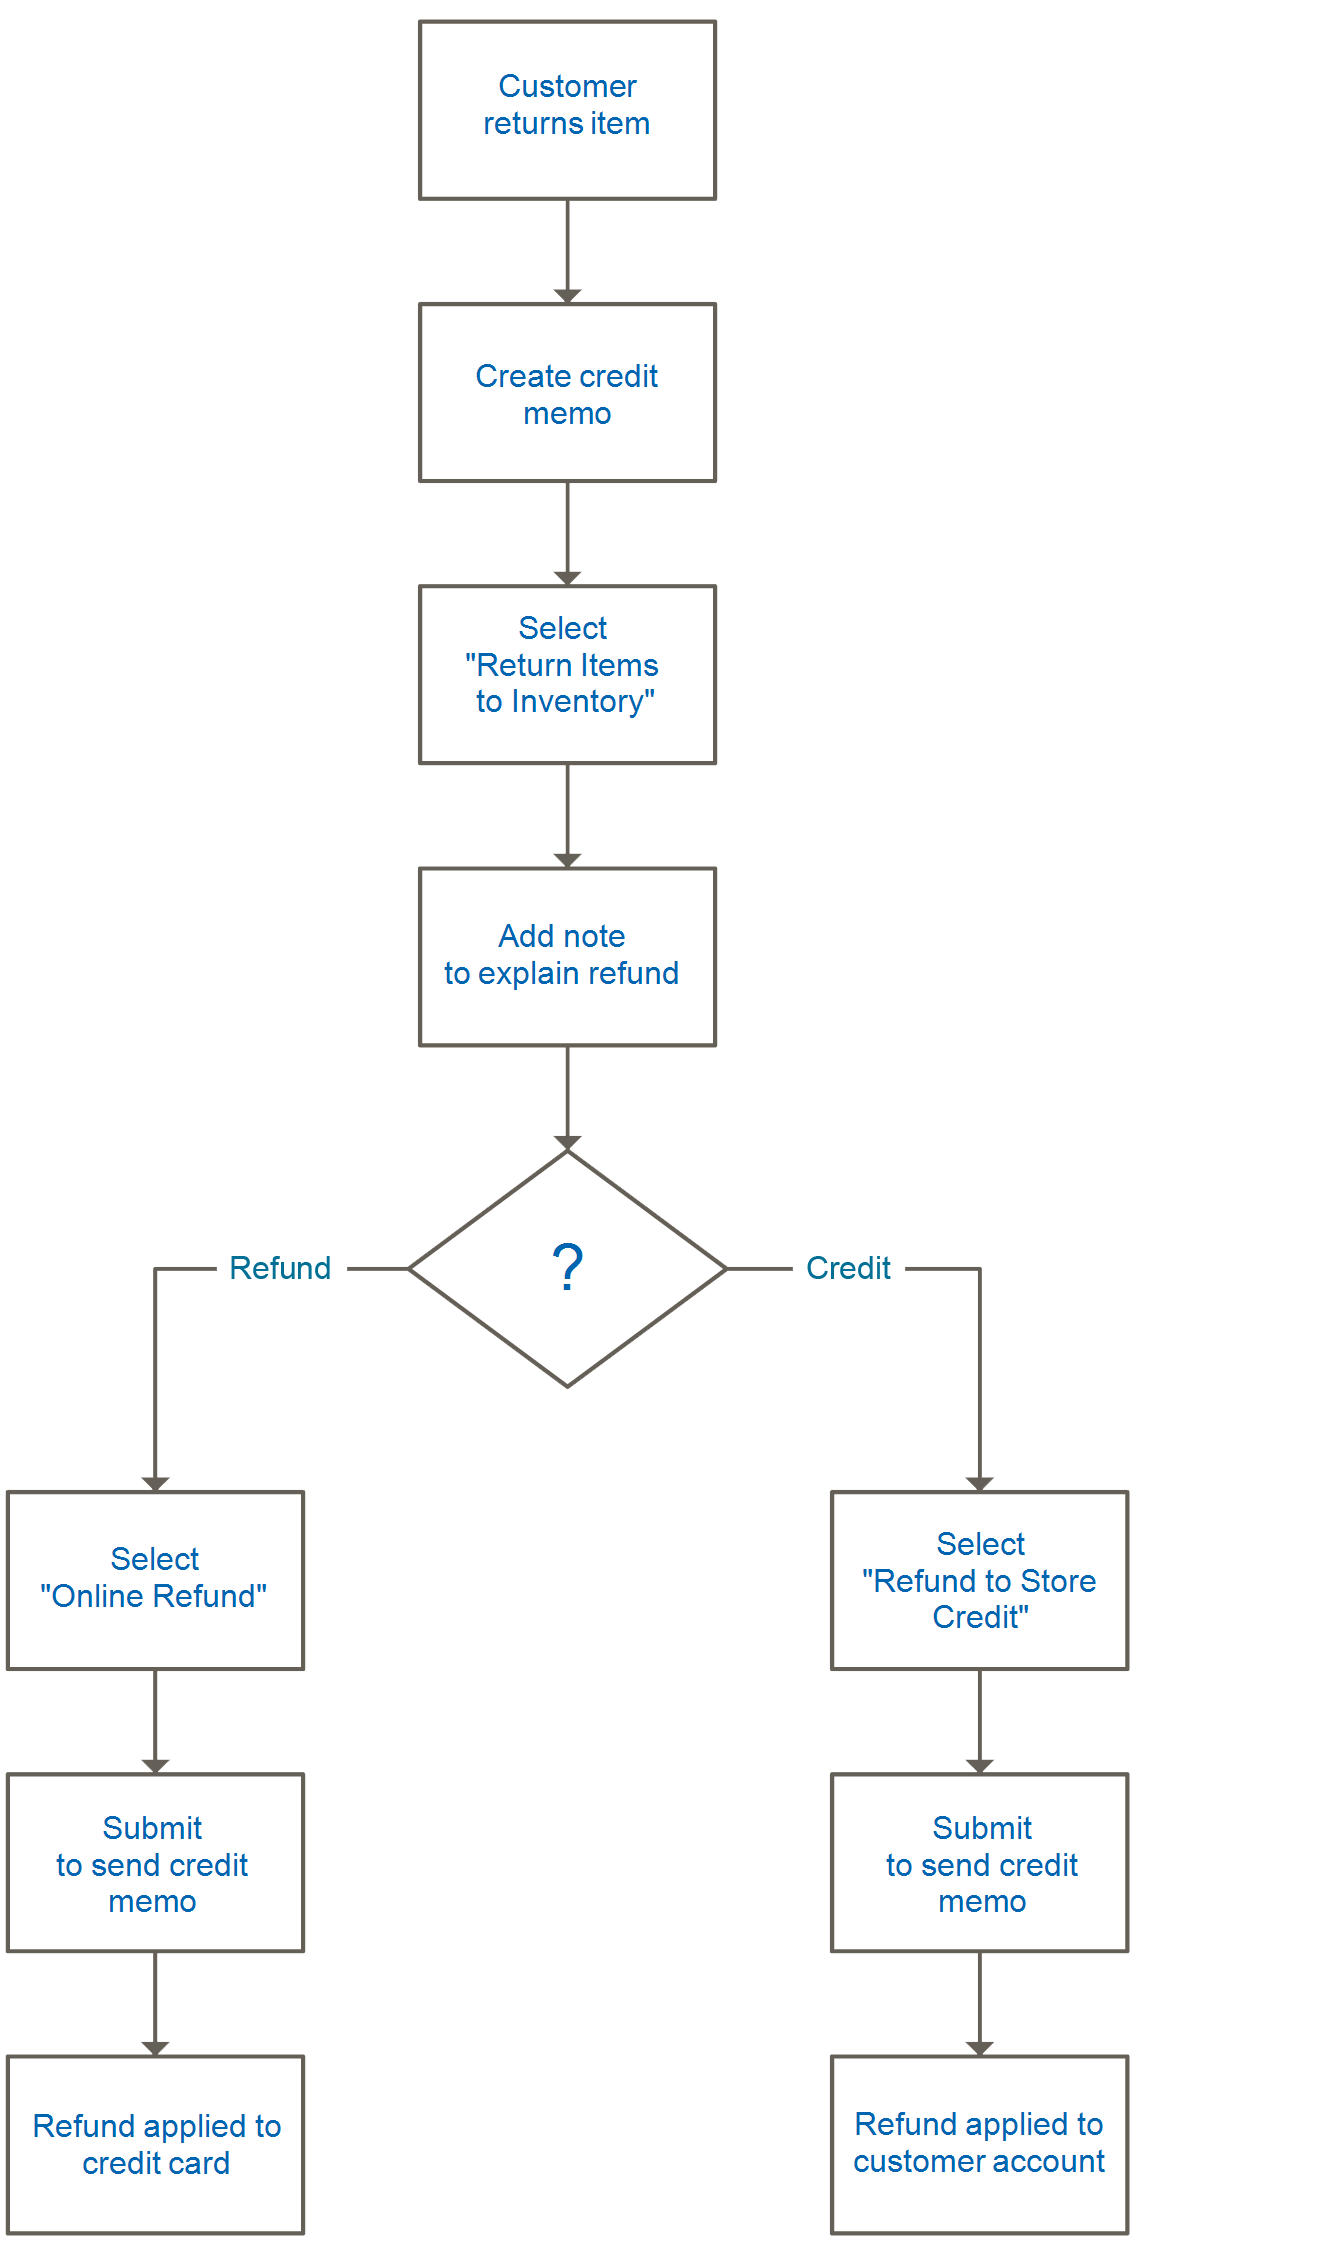 Customer
returns item
Create credit
memo
Select
"Return Items
to Inventory"
Add note
to explain refund
?
Refund
Credit
Select
"Online Refund"
Submit
to send credit
memo
Refund applied to
credit card
Select
"Refund to Store
Credit"
Submit
to send credit
memo
Refund applied to
customer account